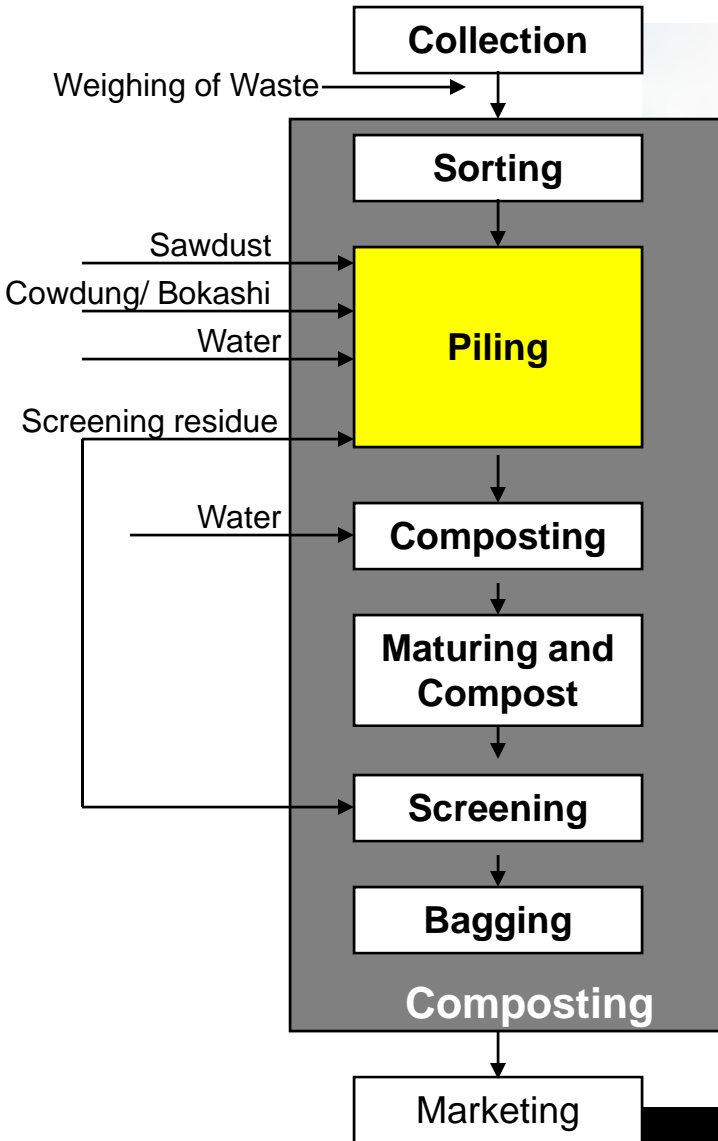 Collection
Weighing of Waste
Sorting
Sawdust
Cowdung/ Bokashi
Water
Piling
Screening residue
Water
Composting
Maturing and
Compost
Screening
Bagging
Composting
Marketing